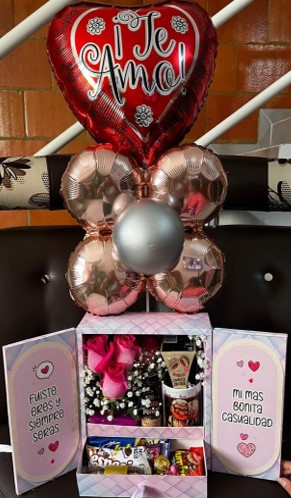 ¡Te
Amo!
FUISTE,
ERES Y
SIEMPRE
SERÁS
MI MÁS
BONITA
CASUALIDAD